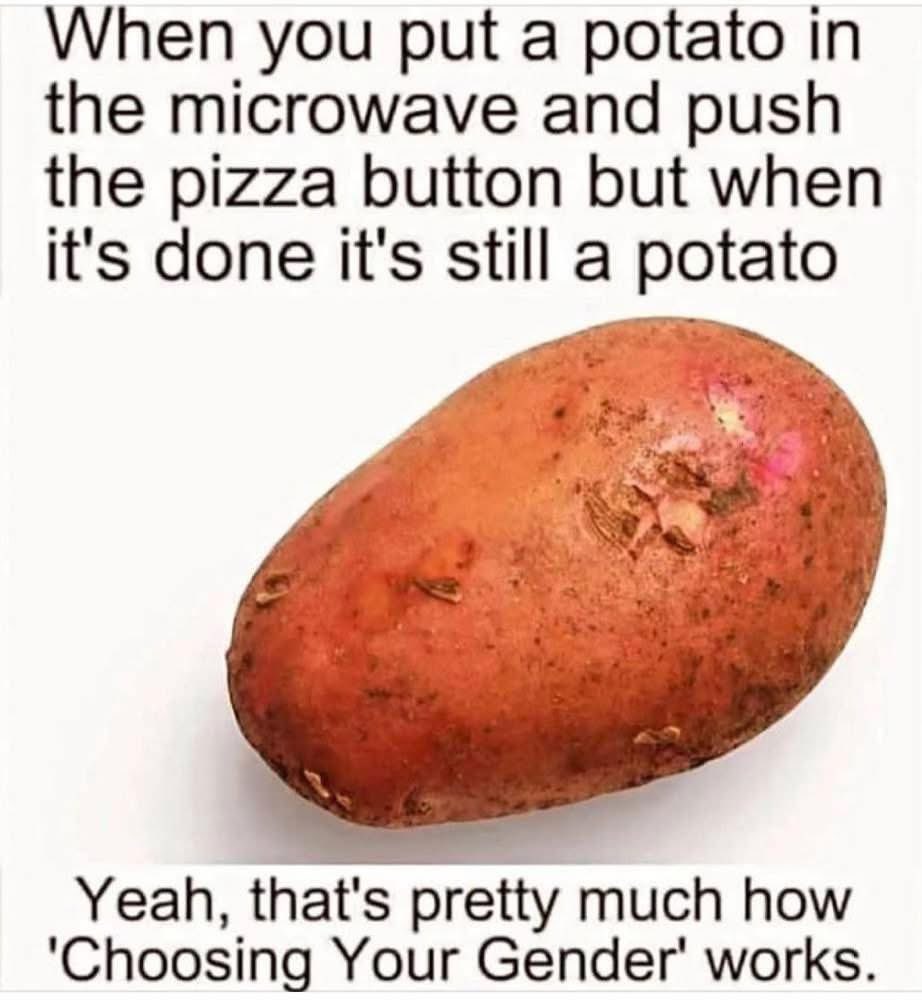 When you put a potato in
the microwave and push
the pizza button but when
it's done it's still a potato
Yeah, that's pretty much how
'Choosing Your Gender' works.